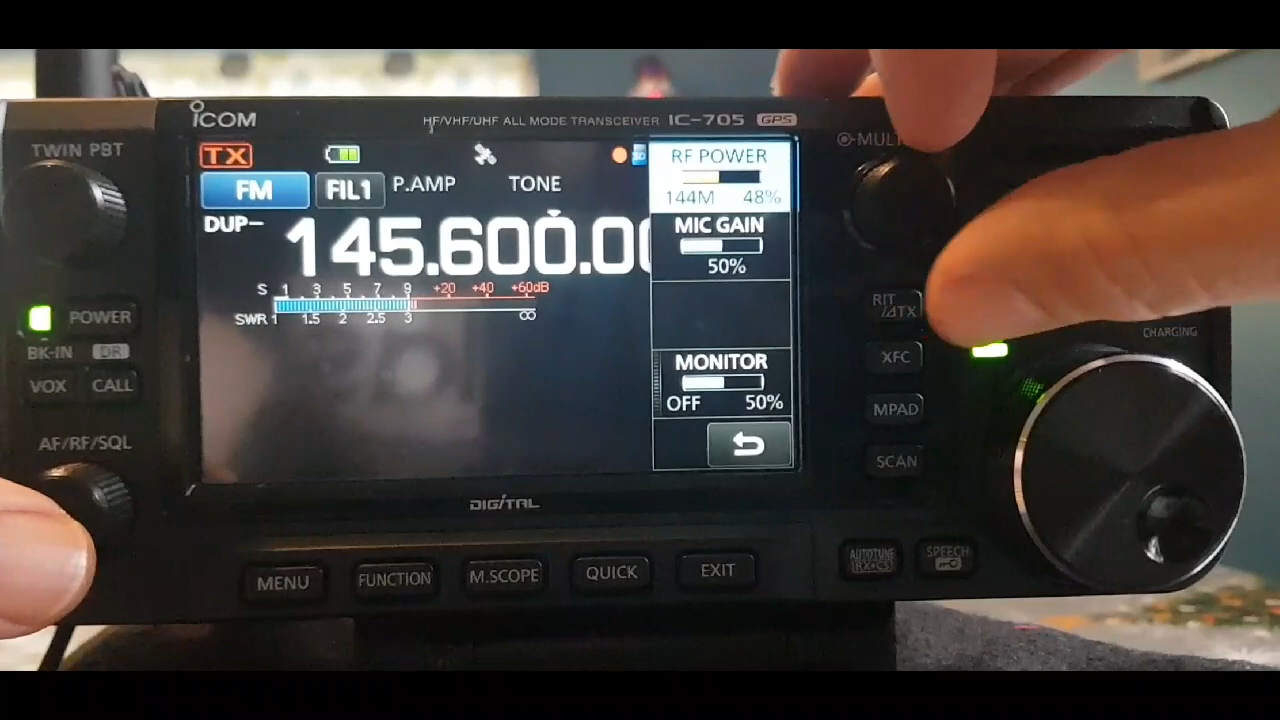 ICOM
HF/VHF/UHF ALL MODE TRANSCEIVER IC-705 GPS
TWIN PBT
MULTI
TX
RF POWER
144M 48%
FM FIL1 P.AMP TONE
DUP–
145.600.00
MIC GAIN
50%
S 1 3 5 7 9 +20 +40 +60dB
SWR 1 1.5 2 2.5 3 ∞
RIT
/⊿TX
POWER
CHARGING
BK-IN DR
XFC
VOX CALL
MONITOR
OFF 50%
MPAD
AF/RF/SQL
SCAN
DIGITAL
MENU FUNCTION M.SCOPE QUICK EXIT
AUTOTUNE
RX•CS
SPEECH